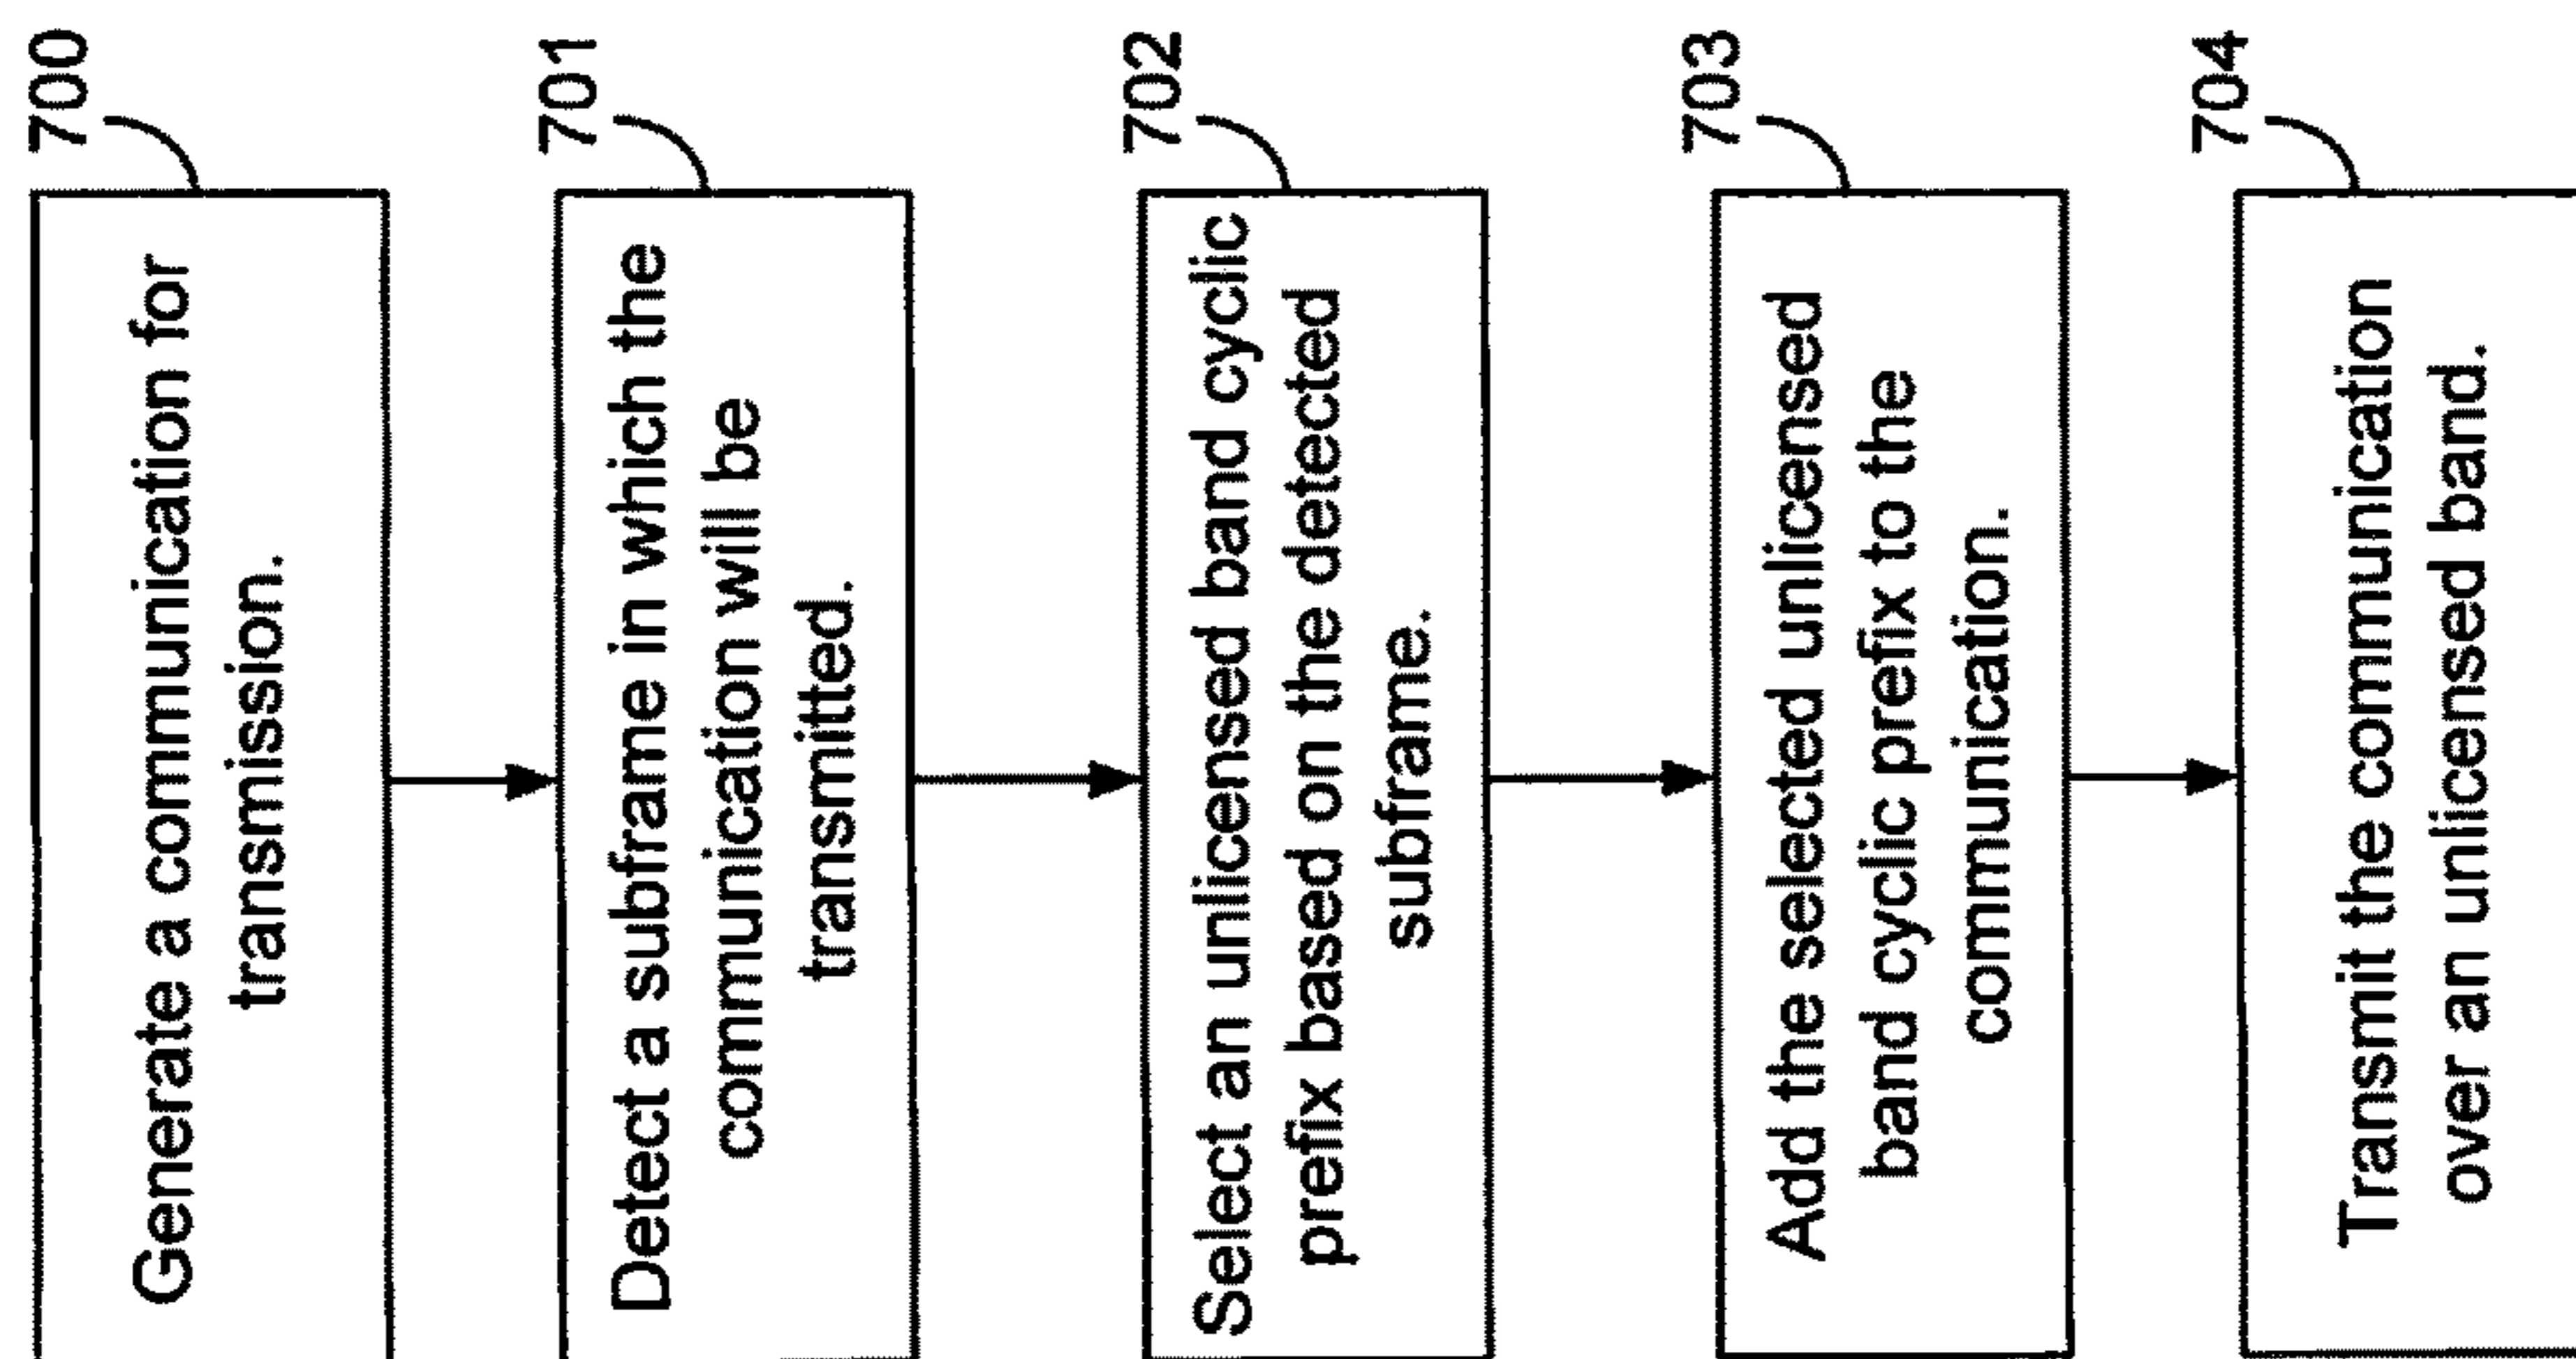 700
Generate a communication for
transmission.
701
Detect a subframe in which the
communication will be
transmitted.
702
Select an unlicensed band cyclic
prefix based on the detected
subframe.
703
Add the selected unlicensed
band cyclic prefix to the
communication.
704
Transmit the communication
over an unlicensed band.